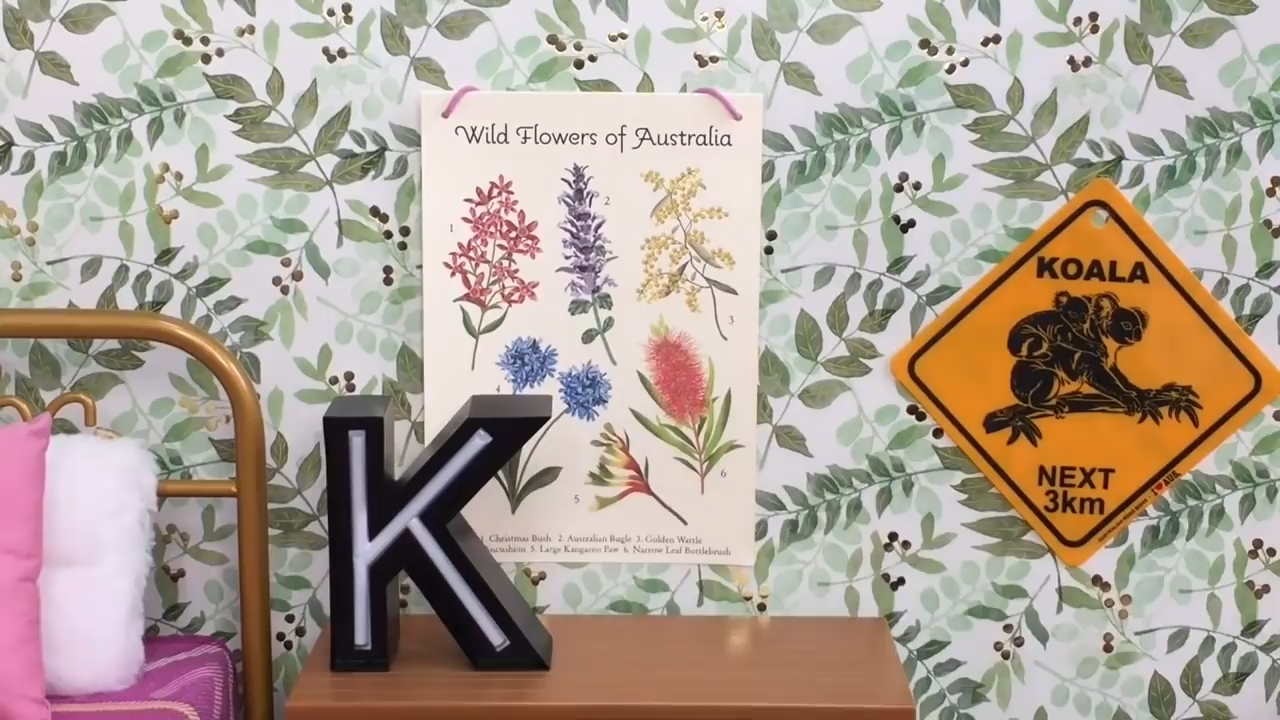 Wild Flowers of Australia
1
2
3
4
5
6
1. Christmas Bush 2. Australian Bugle 3. Golden Wattle
5. Large Kangaroo Paw 6. Narrow Leaf Bottlebrush
K
KOALA
NEXT
3km
I ❤ AUS